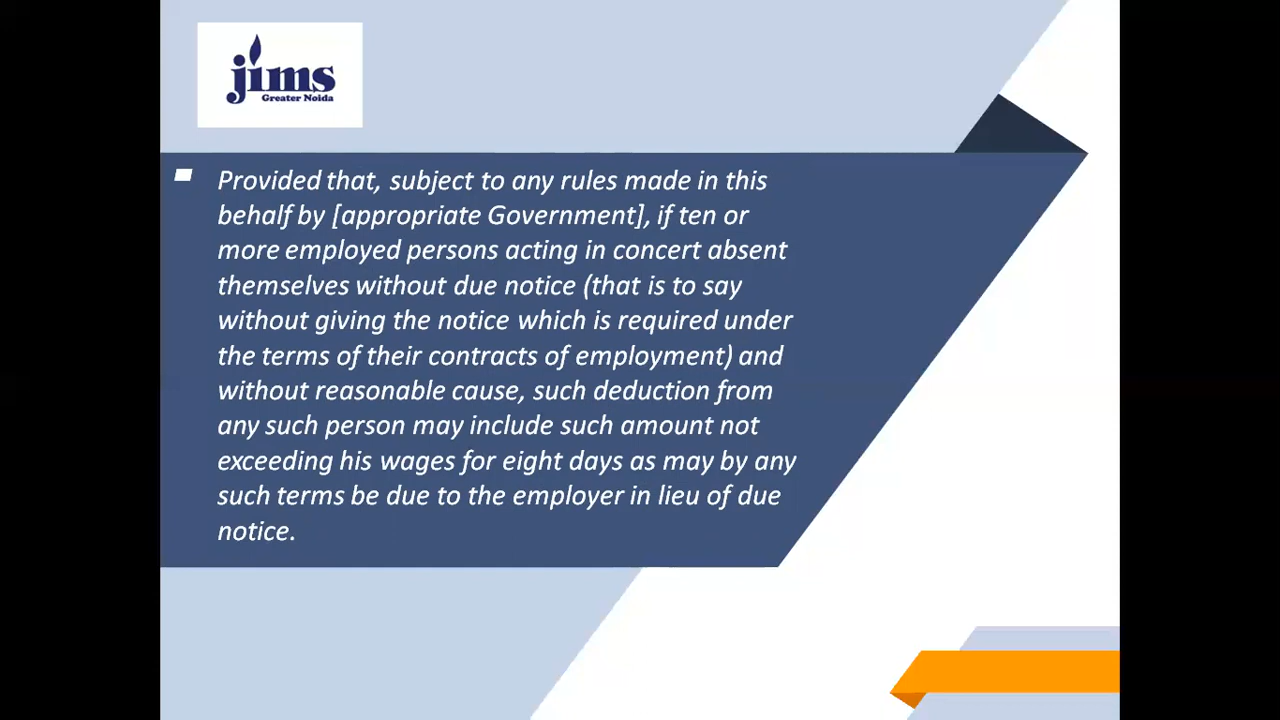 jims
Greater Noida
Provided that, subject to any rules made in this
behalf by [appropriate Government], if ten or
more employed persons acting in concert absent
themselves without due notice (that is to say
without giving the notice which is required under
the terms of their contracts of employment) and
without reasonable cause, such deduction from
any such person may include such amount not
exceeding his wages for eight days as may by any
such terms be due to the employer in lieu of due
notice.